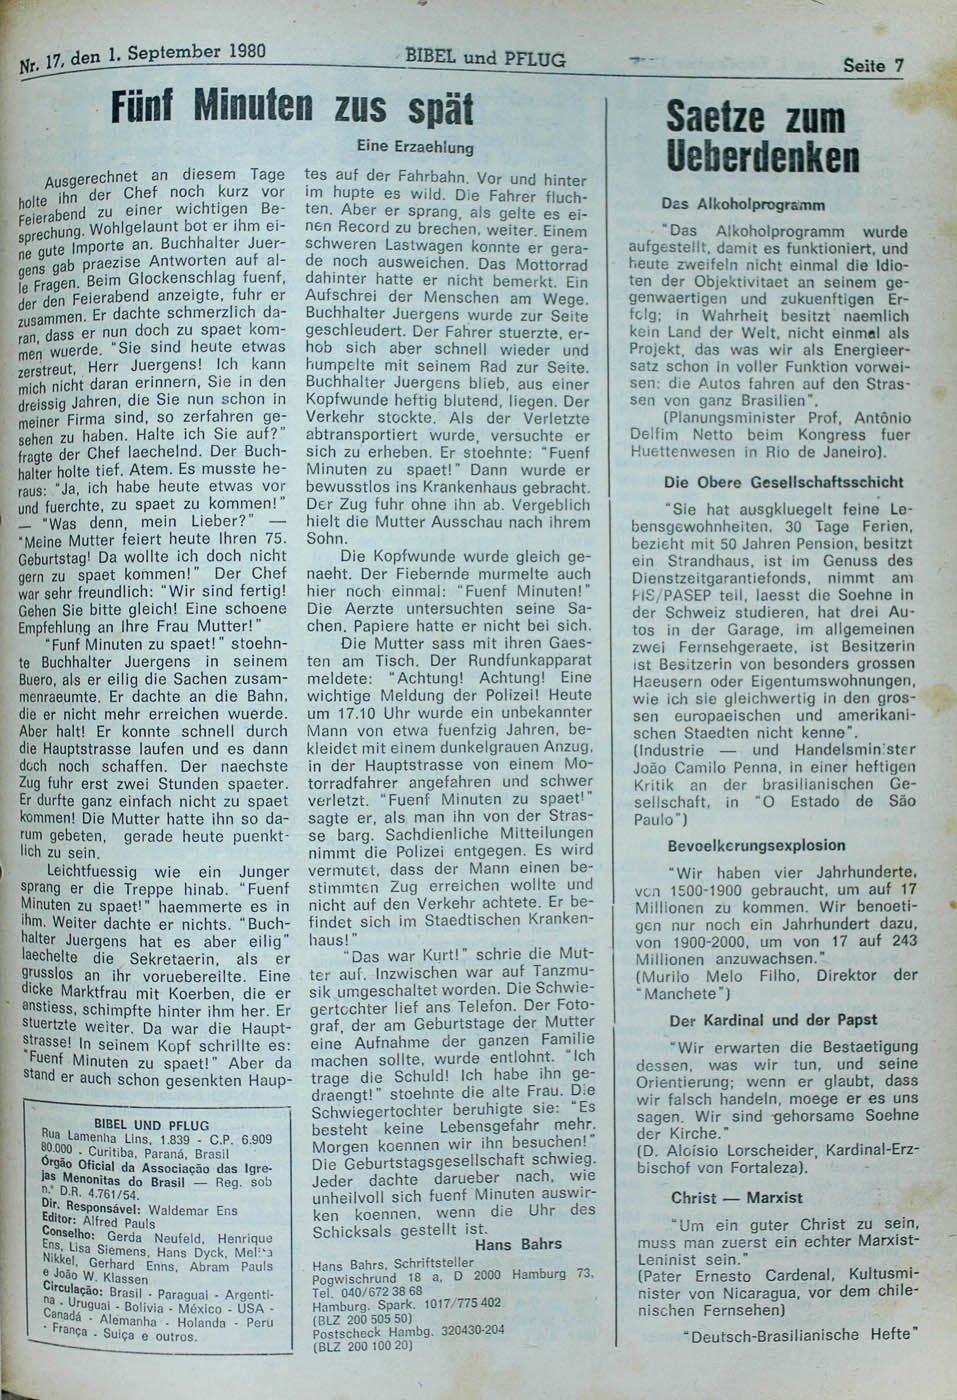 Nr. 17, den 1. September 1980
BIBEL und PFLUG
Seite 7
Fünf Minuten zus spät
Eine Erzaehlung
Ausgerechnet an diesem Tage
holte ihn der Chef noch kurz vor
Feierabend zu einer wichtigen Be-
sprechung. Wohlgelaunt bot er ihm ei-
ne gute Importe an. Buchhalter Juer-
gens gab praezise Antworten auf al-
le Fragen. Beim Glockenschlag fuenf,
der den Feierabend anzeigte, fuhr er
zusammen. Er dachte schmerzlich da-
ran, dass er nun doch zu spaet kom-
men wuerde. "Sie sind heute etwas
zerstreut, Herr Juergens! Ich kann
mich nicht daran erinnern, Sie in den
dreissig Jahren, die Sie nun schon in
meiner Firma sind, so zerfahren ge-
sehen zu haben. Halte ich Sie auf?"
fragte der Chef laechelnd. Der Buch-
halter holte tief. Atem. Es musste he-
raus: "Ja, ich habe heute etwas vor
und fuerchte, zu spaet zu kommen!"
— "Was denn, mein Lieber?" —
"Meine Mutter feiert heute Ihren 75.
Geburtstag! Da wollte ich doch nicht
gern zu spaet kommen!" Der Chef
war sehr freundlich: "Wir sind fertig!
Gehen Sie bitte gleich! Eine schoene
Empfehlung an Ihre Frau Mutter!"
"Funf Minuten zu spaet!" stoehn-
te Buchhalter Juergens in seinem
Buero, als er eilig die Sachen zusam-
menraeumte. Er dachte an die Bahn,
die er nicht mehr erreichen wuerde.
Aber halt! Er konnte schnell durch
die Hauptstrasse laufen und es dann
doch noch schaffen. Der naechste
Zug fuhr erst zwei Stunden spaeter.
Er durfte ganz einfach nicht zu spaet
kommen! Die Mutter hatte ihn so da-
rum gebeten, gerade heute puenkt-
lich zu sein.
Leichtfuessig wie ein Junger
sprang er die Treppe hinab. "Fuenf
Minuten zu spaet!" haemmerte es in
ihm. Weiter dachte er nichts. "Buch-
halter Juergens hat es aber eilig"
laechelte die Sekretaerin, als er
grusslos an ihr voruebereilte. Eine
dicke Marktfrau mit Koerben, die er
anstiess, schimpfte hinter ihm her. Er
stuertzte weiter. Da war die Haupt-
strasse! In seinem Kopf schrillte es:
"Fuenf Minuten zu spaet!" Aber da
stand er auch schon gesenkten Haup-
tes auf der Fahrbahn. Vor und hinter
im hupte es wild. Die Fahrer fluch-
ten. Aber er sprang, als gelte es ei-
nen Record zu brechen, weiter. Einem
schweren Lastwagen konnte er gera-
de noch ausweichen. Das Mottorrad
dahinter hatte er nicht bemerkt. Ein
Aufschrei der Menschen am Wege.
Buchhalter Juergens wurde zur Seite
geschleudert. Der Fahrer stuerzte, er-
hob sich aber schnell wieder und
humpelte mit seinem Rad zur Seite.
Buchhalter Juergens blieb, aus einer
Kopfwunde heftig blutend, liegen. Der
Verkehr stockte. Als der Verletzte
abtransportiert wurde, versuchte er
sich zu erheben. Er stoehnte: "Fuenf
Minuten zu spaet!" Dann wurde er
bewusstlos ins Krankenhaus gebracht.
Der Zug fuhr ohne ihn ab. Vergeblich
hielt die Mutter Ausschau nach ihrem
Sohn.
Die Kopfwunde wurde gleich ge-
naeht. Der Fiebernde murmelte auch
hier noch einmal: "Fuenf Minuten!"
Die Aerzte untersuchten seine Sa-
chen. Papiere hatte er nicht bei sich.
Die Mutter sass mit ihren Gaes-
ten am Tisch. Der Rundfunkapparat
meldete: "Achtung! Achtung! Eine
wichtige Meldung der Polizei! Heute
um 17.10 Uhr wurde ein unbekannter
Mann von etwa fuenfzig Jahren, be-
kleidet mit einem dunkelgrauen Anzug,
in der Hauptstrasse von einem Mo-
torradfahrer angefahren und schwer
verletzt. "Fuenf Minuten zu spaet!"
sagte er, als man ihn von der Stras-
se barg. Sachdienliche Mitteilungen
nimmt die Polizei entgegen. Es wird
vermutet, dass der Mann einen be-
stimmten Zug erreichen wollte und
nicht auf den Verkehr achtete. Er be-
findet sich im Staedtischen Kranken-
haus!"
"Das war Kurt!" schrie die Mut-
ter auf. Inzwischen war auf Tanzmu-
sik umgeschaltet worden. Die Schwie-
gertochter lief ans Telefon. Der Foto-
graf, der am Geburtstage der Mutter
eine Aufnahme der ganzen Familie
machen sollte, wurde entlohnt. "Ich
trage die Schuld! Ich habe ihn ge-
draengt!" stoehnte die alte Frau. Die
Schwiegertochter beruhigte sie: "Es
besteht keine Lebensgefahr mehr.
Morgen koennen wir ihn besuchen!"
Die Geburtstagsgesellschaft schwieg.
Jeder dachte darueber nach, wie
unheilvoll sich fuenf Minuten auswir-
ken koennen, wenn die Uhr des
Schicksals gestellt ist.
Hans Bahrs
Hans Bahrs, Schriftsteller
Pogwischrund 18 a, D 2000 Hamburg 73,
Tel. 040/672 38 68
Hamburg. Spark. 1017/775 402
(BLZ 200 505 50)
Postscheck Hambg. 320430-204
(BLZ 200 100 20)
BIBEL UND PFLUG
Rua Lamenha Lins, 1.839 - C.P. 6.909
80.000 - Curitiba, Paraná, Brasil
Órgão Oficial da Associação das Igre-
jas Menonitas do Brasil — Reg. sob
n.º D.R. 4.761/54.
Dir. Responsável: Waldemar Ens
Editor: Alfred Pauls
Conselho: Gerda Neufeld, Henrique
Ens, Lisa Siemens, Hans Dyck, Melita
Nikkel, Gerhard Enns, Abram Pauls
e João W. Klassen
Circulação: Brasil - Paraguai - Argenti-
na - Uruguai - Bolívia - México - USA -
Canadá - Alemanha - Holanda - Peru
- França - Suiça e outros.
Saetze zum
Ueberdenken
Das Alkoholprogramm
"Das Alkoholprogramm wurde
aufgestellt, damit es funktioniert, und
heute zweifeln nicht einmal die Idio-
ten der Objektivitaet an seinem ge-
genwaertigen und zukuenftigen Er-
folg; in Wahrheit besitzt naemlich
kein Land der Welt, nicht einmal als
Projekt, das was wir als Energieer-
satz schon in voller Funktion vorwei-
sen: die Autos fahren auf den Stras-
sen von ganz Brasilien".
(Planungsminister Prof, Antônio
Delfim Netto beim Kongress fuer
Huettenwesen in Rio de Janeiro).
Die Obere Gesellschaftsschicht
"Sie hat ausgkluegelt feine Le-
bensgewohnheiten, 30 Tage Ferien,
bezieht mit 50 Jahren Pension, besitzt
ein Strandhaus, ist im Genuss des
Dienstzeitgarantiefonds, nimmt am
PIS/PASEP teil, laesst die Soehne in
der Schweiz studieren, hat drei Au-
tos in der Garage, im allgemeinen
zwei Fernsehgeraete, ist Besitzerin
ist Besitzerin von besonders grossen
Haeusern oder Eigentumswohnungen,
wie ich sie gleichwertig in den gros-
sen europaeischen und amerikani-
schen Staedten nicht kenne".
(Industrie — und Handelsminister
João Camilo Penna, in einer heftigen
Kritik an der brasilianischen Ge-
sellschaft, in "O Estado de São
Paulo")
Bevoelkerungsexplosion
"Wir haben vier Jahrhunderte,
von 1500-1900 gebraucht, um auf 17
Millionen zu kommen. Wir benoeti-
gen nur noch ein Jahrhundert dazu,
von 1900-2000, um von 17 auf 243
Millionen anzuwachsen."
(Murilo Melo Filho, Direktor der
"Manchete")
Der Kardinal und der Papst
"Wir erwarten die Bestaetigung
dessen, was wir tun, und seine
Orientierung; wenn er glaubt, dass
wir falsch handeln, moege er es uns
sagen. Wir sind gehorsame Soehne
der Kirche."
(D. Aloísio Lorscheider, Kardinal-Erz-
bischof von Fortaleza).
Christ — Marxist
"Um ein guter Christ zu sein,
muss man zuerst ein echter Marxist-
Leninist sein."
(Pater Ernesto Cardenal, Kultusmi-
nister von Nicaragua, vor dem chile-
nischen Fernsehen)
"Deutsch-Brasilianische Hefte"